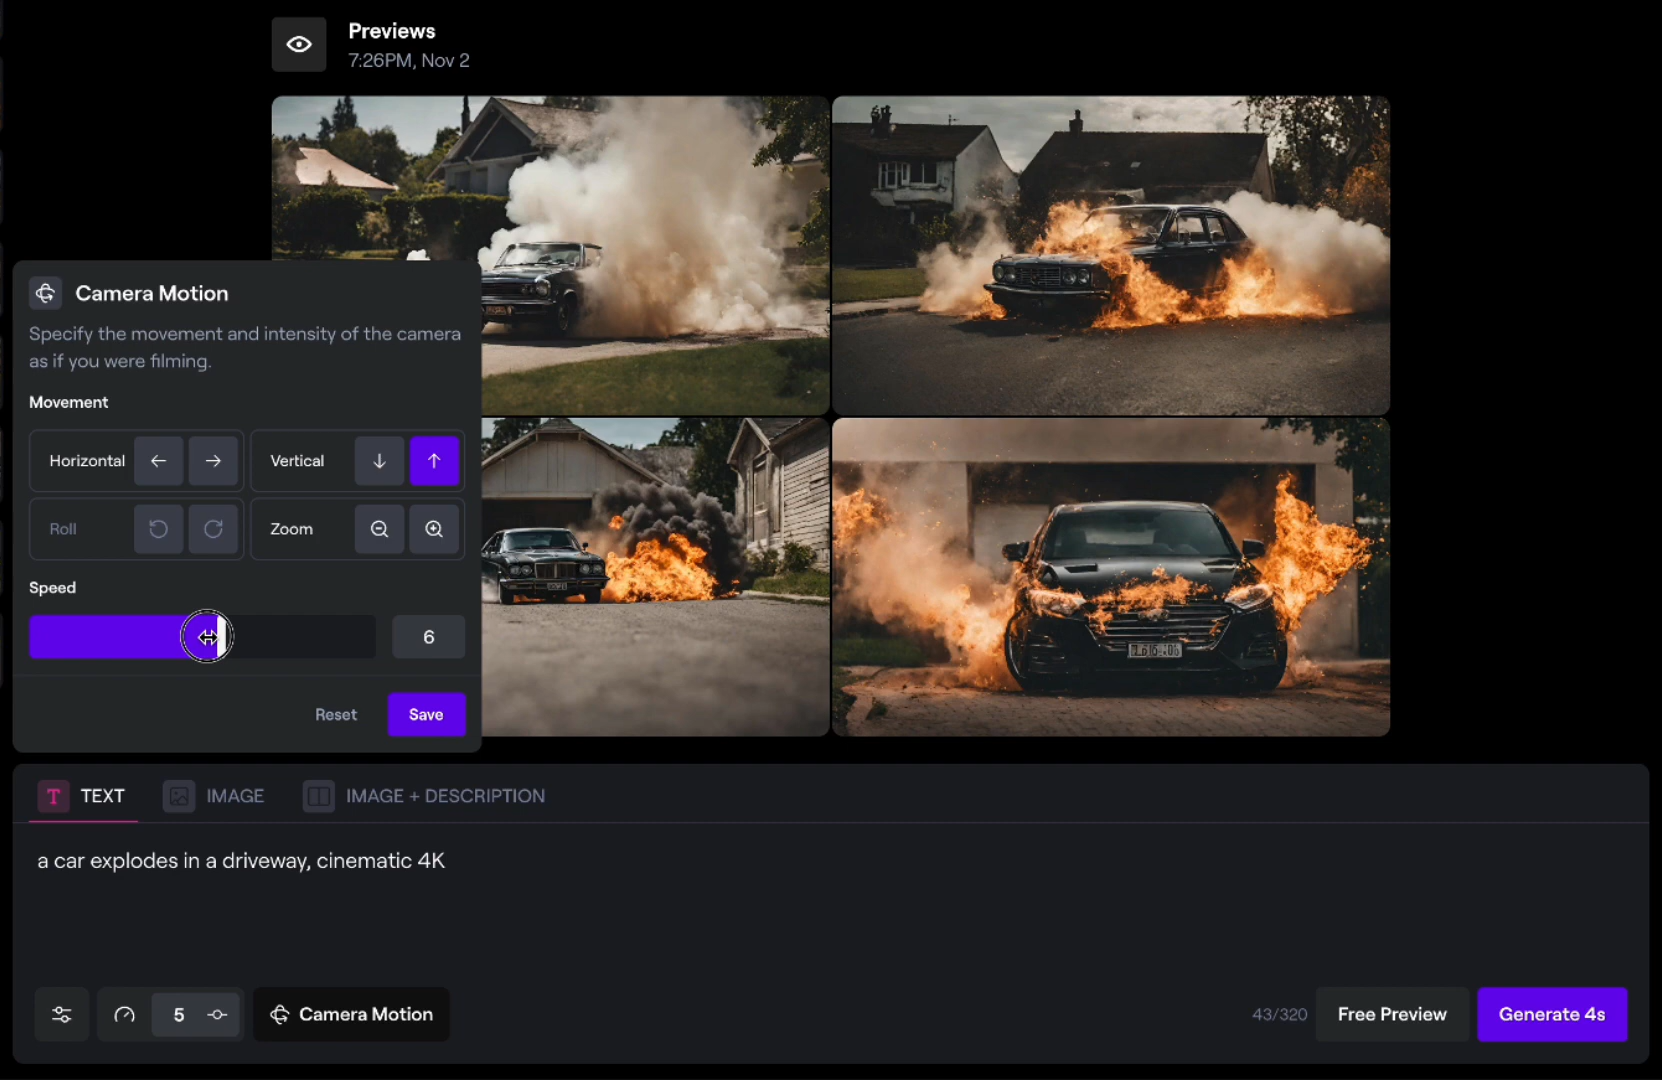 Previews
7:26PM, Nov 2
Camera Motion
Specify the movement and intensity of the camera
as if you were filming.
Movement
Horizontal
Vertical
Roll
Zoom
Speed
6
Reset
Save
TEXT
IMAGE
IMAGE + DESCRIPTION
a car explodes in a driveway, cinematic 4K
5
Camera Motion
43/320
Free Preview
Generate 4s